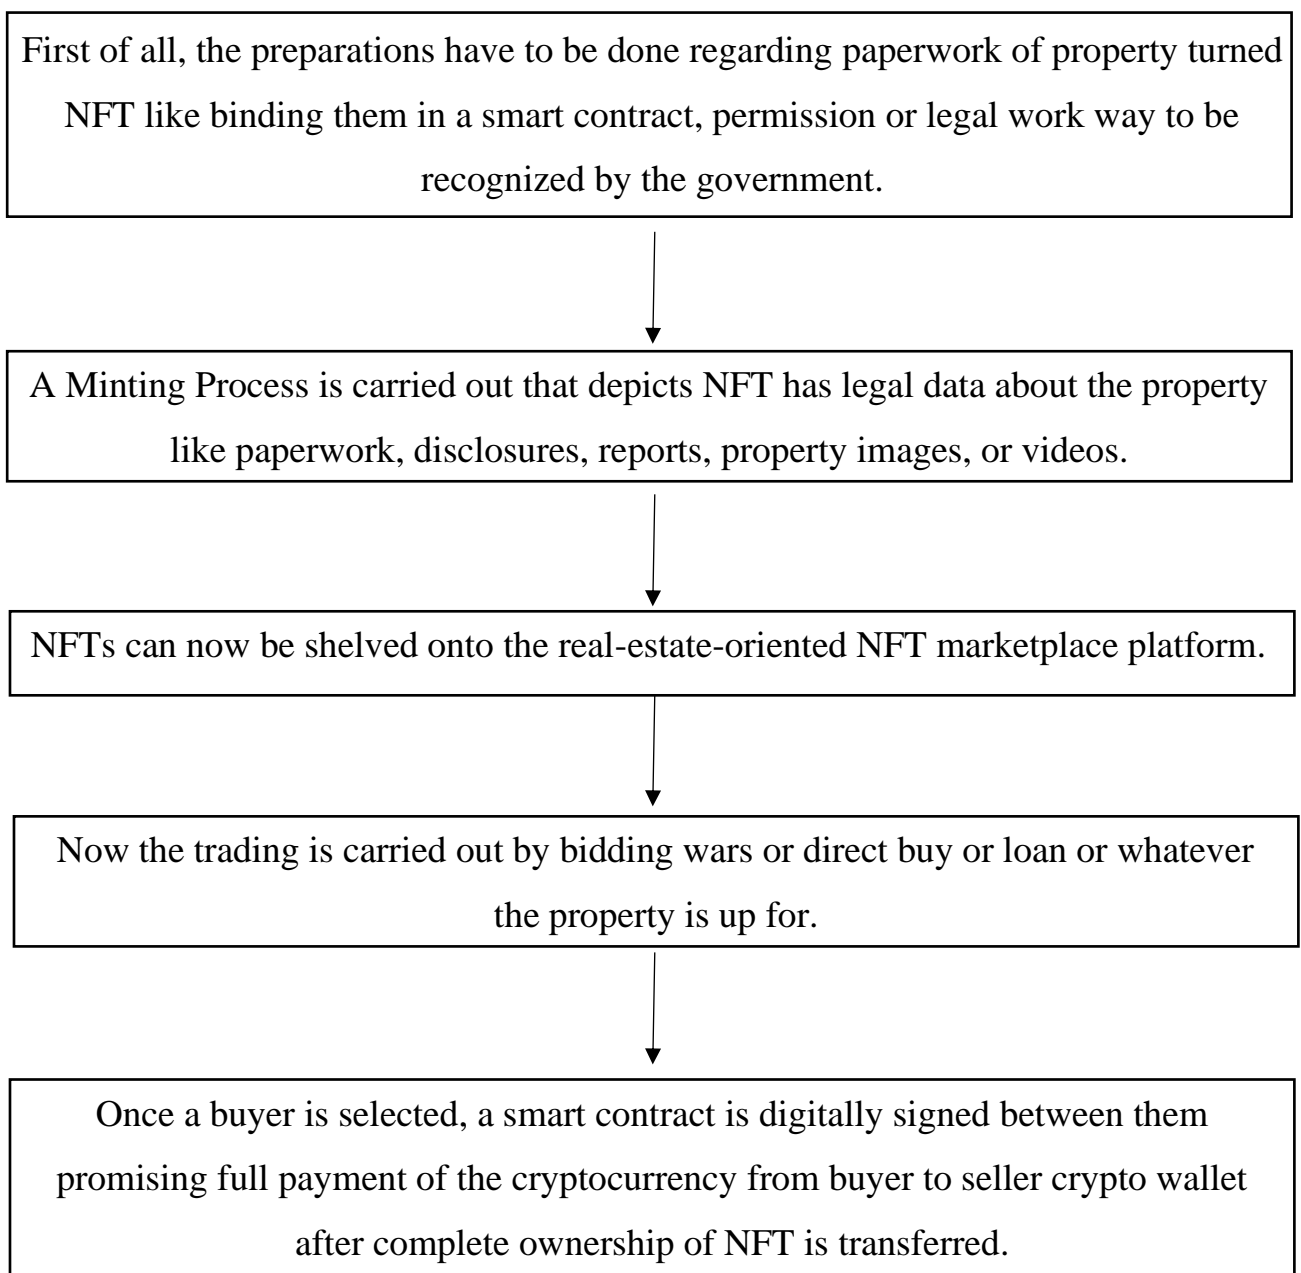 First of all, the preparations have to be done regarding paperwork of property turned
NFT like binding them in a smart contract, permission or legal work way to be
recognized by the government.
A Minting Process is carried out that depicts NFT has legal data about the property
like paperwork, disclosures, reports, property images, or videos.
NFTs can now be shelved onto the real-estate-oriented NFT marketplace platform.
Now the trading is carried out by bidding wars or direct buy or loan or whatever
the property is up for.
Once a buyer is selected, a smart contract is digitally signed between them
promising full payment of the cryptocurrency from buyer to seller crypto wallet
after complete ownership of NFT is transferred.